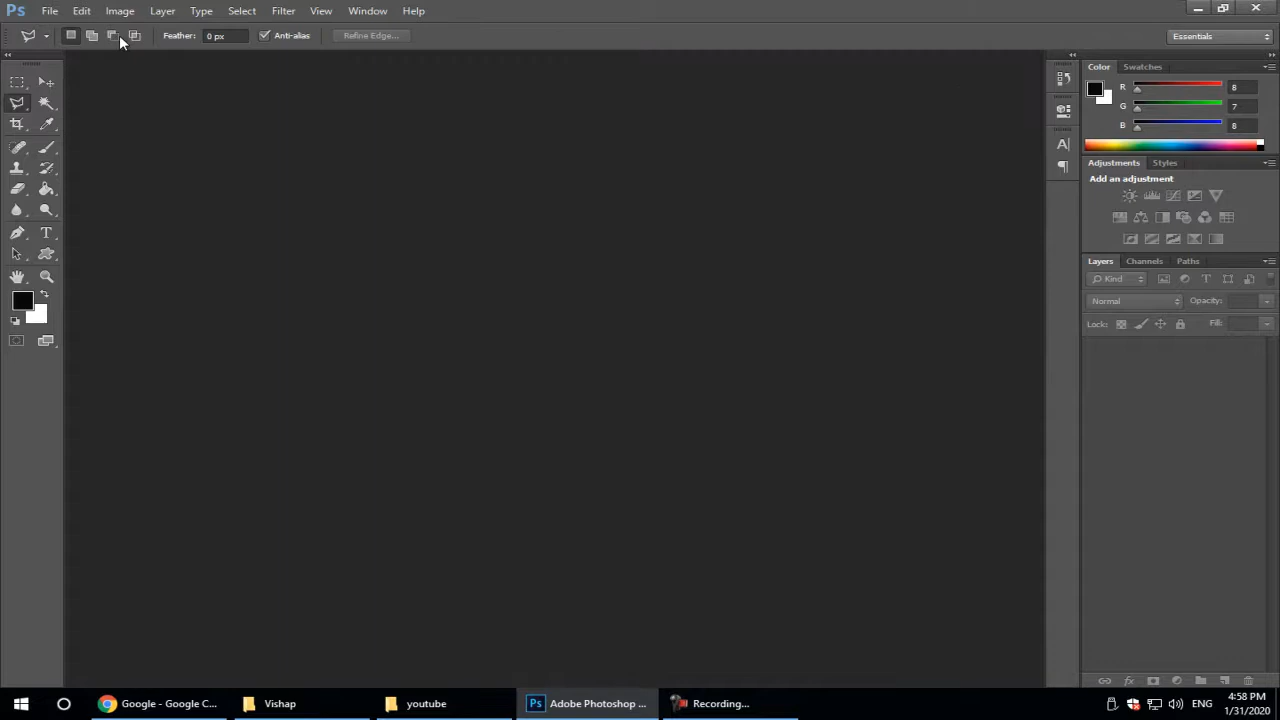 Ps File Edit Image Layer Type Select Filter View Window Help
Feather: 0 px Anti-alias Refine Edge... Essentials
Color Swatches
R 8
G 7
B 8
Adjustments Styles
Add an adjustment
Layers Channels Paths
Kind
Normal Opacity:
Lock: Fill:
Google - Google C... Vishap youtube Ps Adobe Photoshop ... Recording... ENG 4:58 PM
1/31/2020